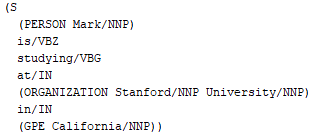 (S
(PERSON Mark/NNP)
is/VBZ
studying/VBG
at/IN
(ORGANIZATION Stanford/NNP University/NNP)
in/IN
(GPE California/NNP))